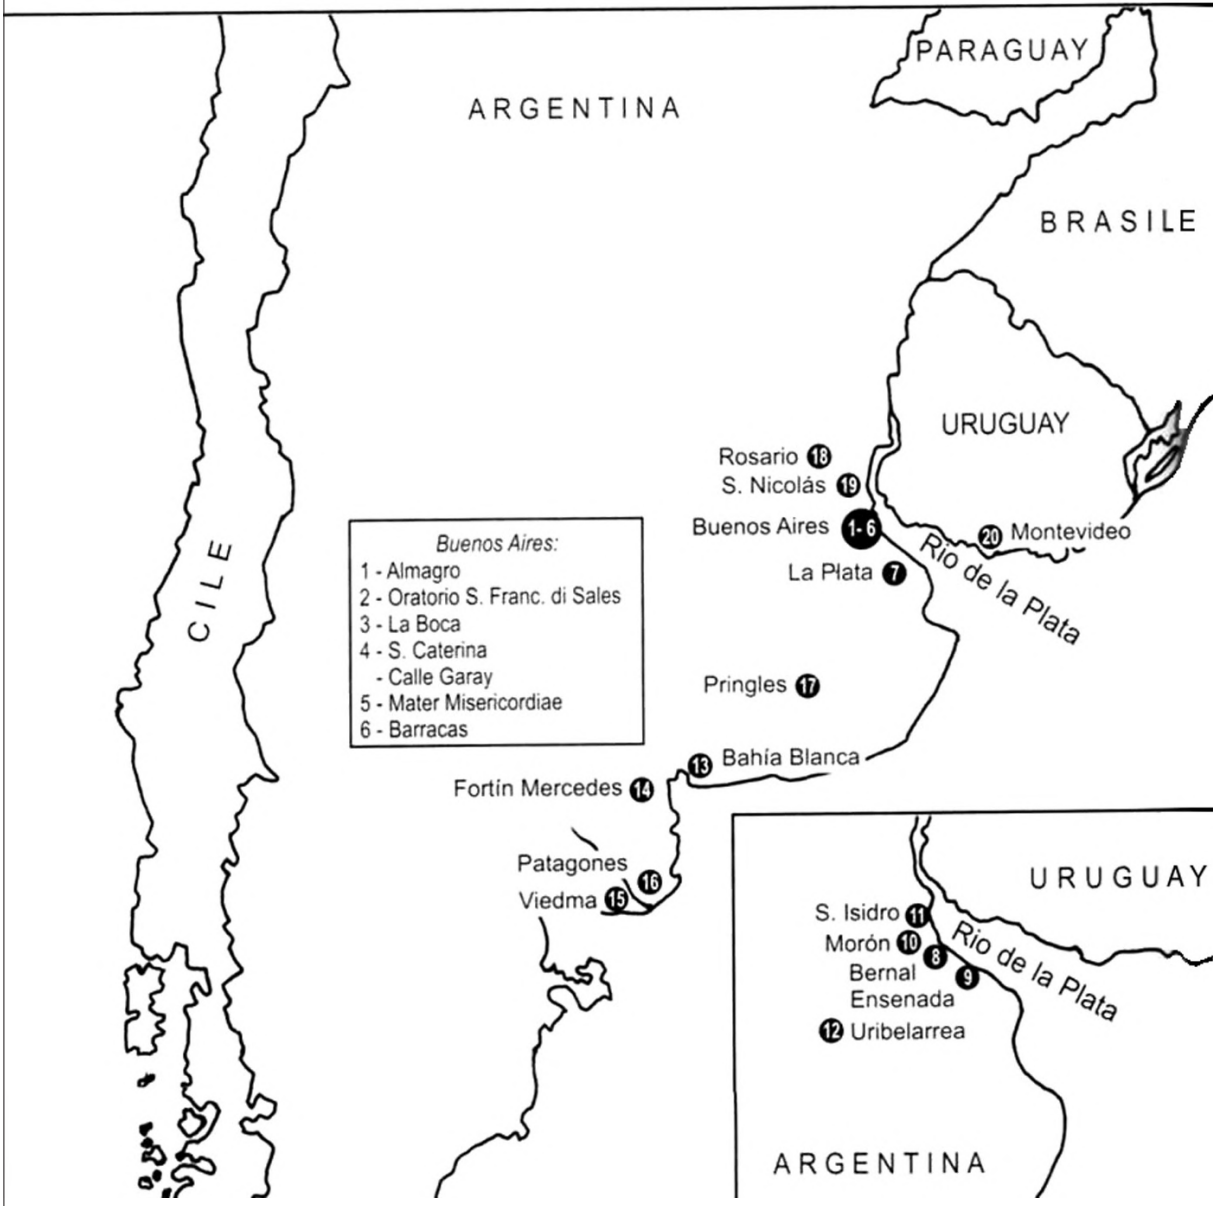 PARAGUAY
ARGENTINA
BRASILE
URUGUAY
Rosario 18
S. Nicolás 19
Buenos Aires 1-6
20 Montevideo
La Plata 7
Rio de la Plata
CILE
Buenos Aires:
1 - Almagro
2 - Oratorio S. Franc. di Sales
3 - La Boca
4 - S. Caterina
- Calle Garay
5 - Mater Misericordiae
6 - Barracas
Pringles 17
13 Bahía Blanca
Fortín Mercedes 14
Patagones 16
Viedma 15
URUGUAY
S. Isidro 11
Morón 10
8
Bernal
9
Ensenada
Rio de la Plata
12 Uribelarrea
ARGENTINA